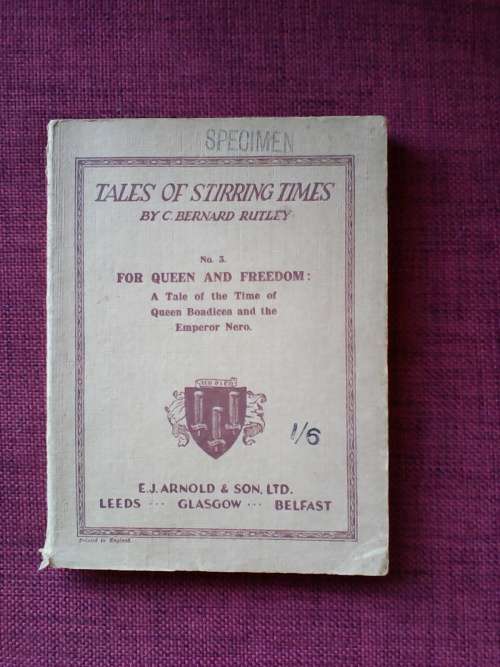 SPECIMEN
TALES OF STIRRING TIMES
BY C. BERNARD RUTLEY
No. 3.
FOR QUEEN AND FREEDOM:
A Tale of the Time of
Queen Boadicea and the
Emperor Nero.
1/6
E.J. ARNOLD & SON, LTD.
LEEDS ··· GLASGOW ··· BELFAST
Printed in England.